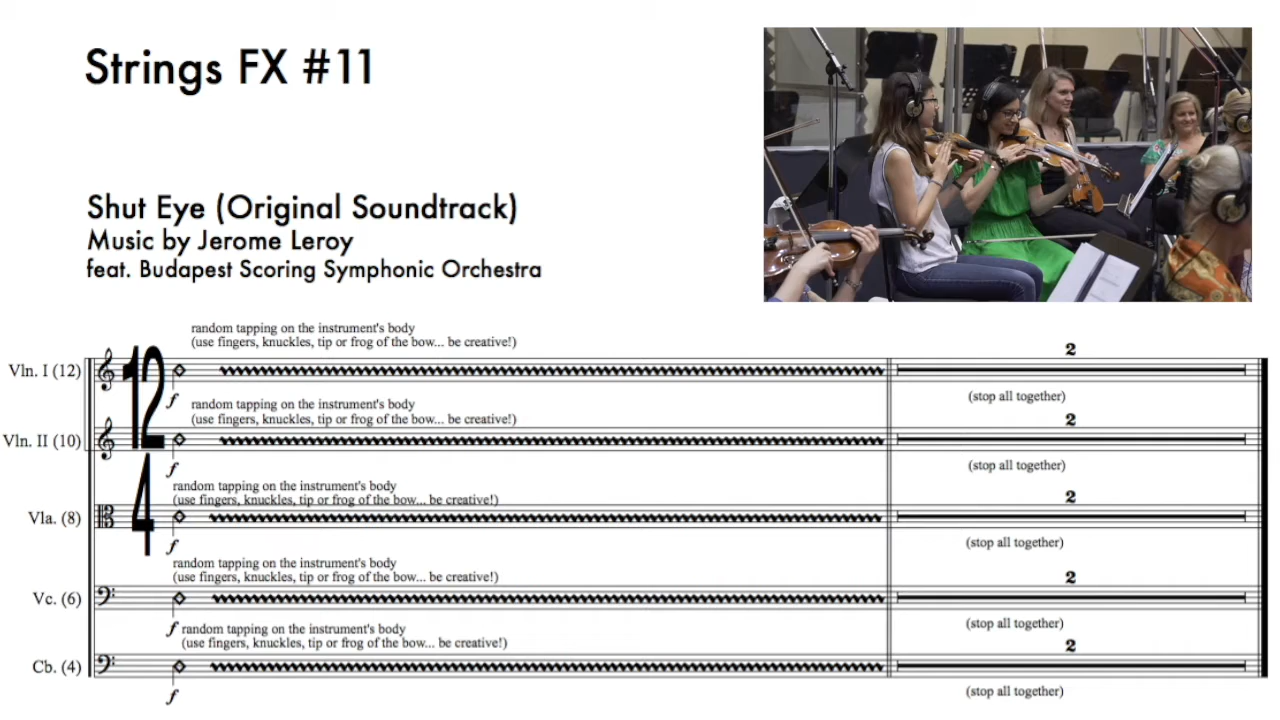 Strings FX #11
Shut Eye (Original Soundtrack)
Music by Jerome Leroy
feat. Budapest Scoring Symphonic Orchestra
random tapping on the instrument's body
(use fingers, knuckles, tip or frog of the bow... be creative!)
Vln. I (12)
12
4
2
f
(stop all together)
random tapping on the instrument's body
(use fingers, knuckles, tip or frog of the bow... be creative!)
Vln. II (10)
2
f
(stop all together)
random tapping on the instrument's body
(use fingers, knuckles, tip or frog of the bow... be creative!)
Vla. (8)
2
f
(stop all together)
random tapping on the instrument's body
(use fingers, knuckles, tip or frog of the bow... be creative!)
Vc. (6)
2
f
(stop all together)
random tapping on the instrument's body
(use fingers, knuckles, tip or frog of the bow... be creative!)
Cb. (4)
2
f
(stop all together)